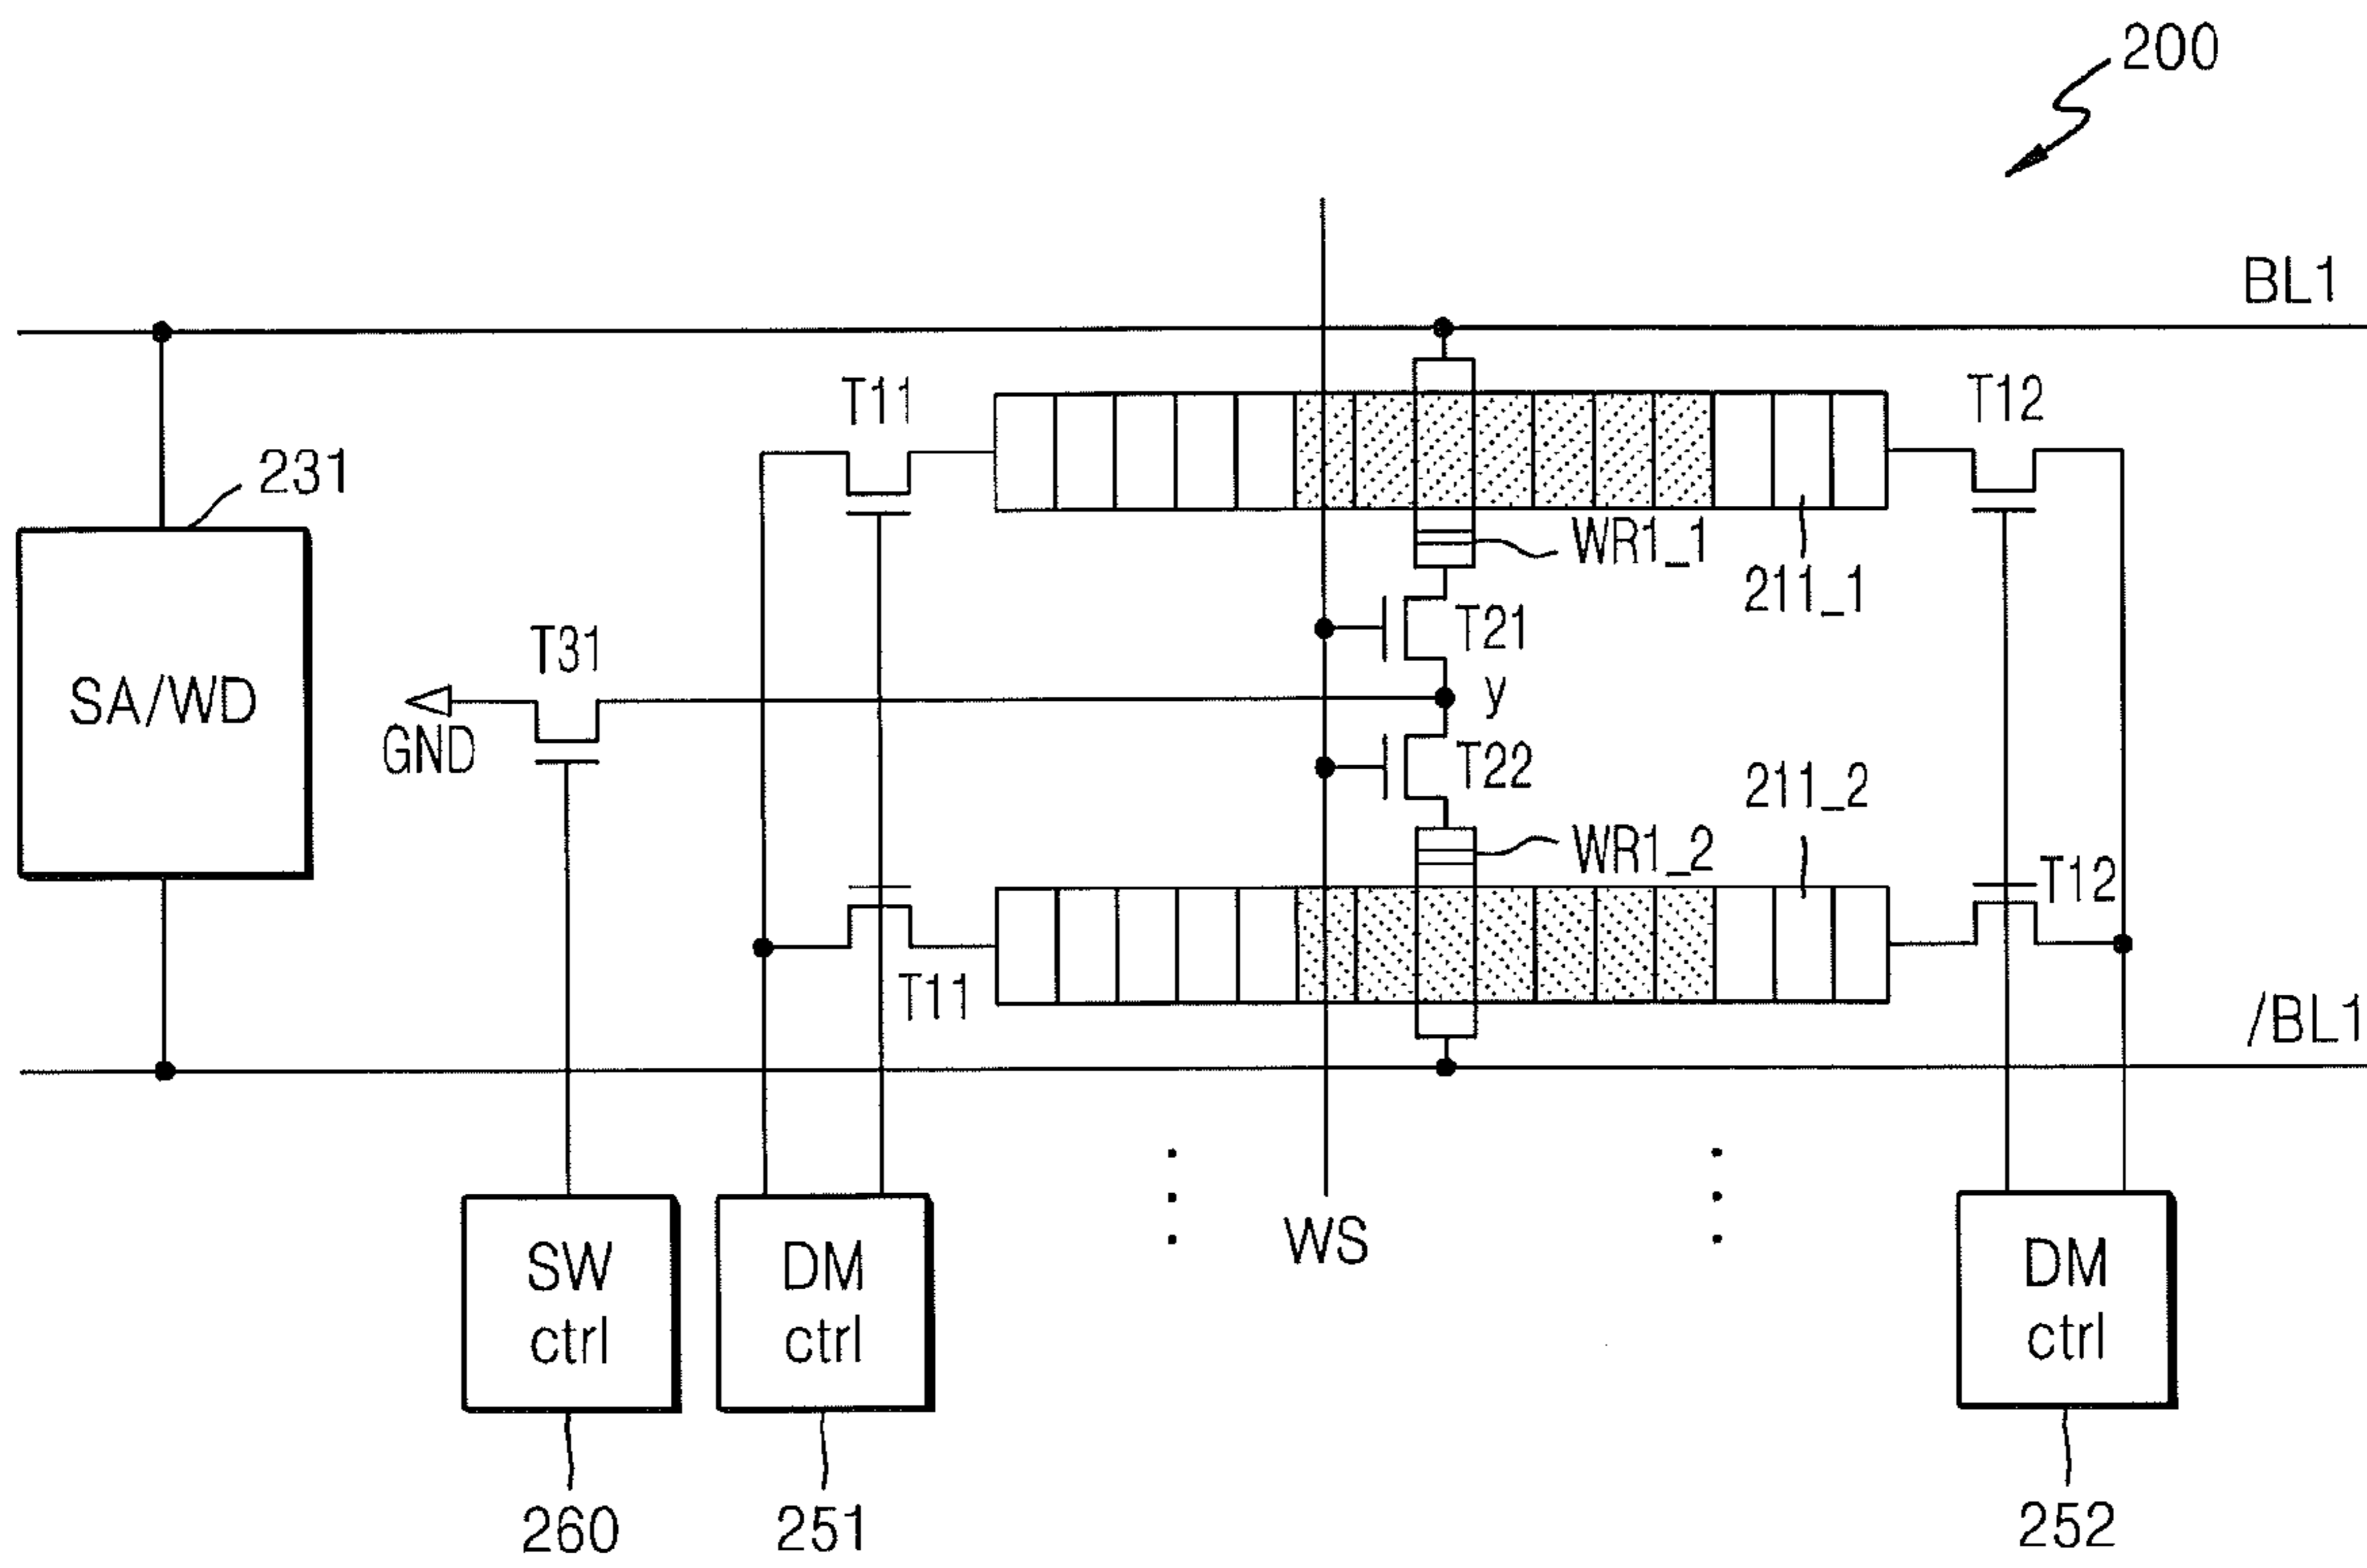 200
BL1
T11
T12
231
WR1_1
211_1
T21
T31
SA/WD
y
GND
T22
211_2
WR1_2
T12
T11
/BL1
WS
SW
ctrl
DM
ctrl
DM
ctrl
260
251
252